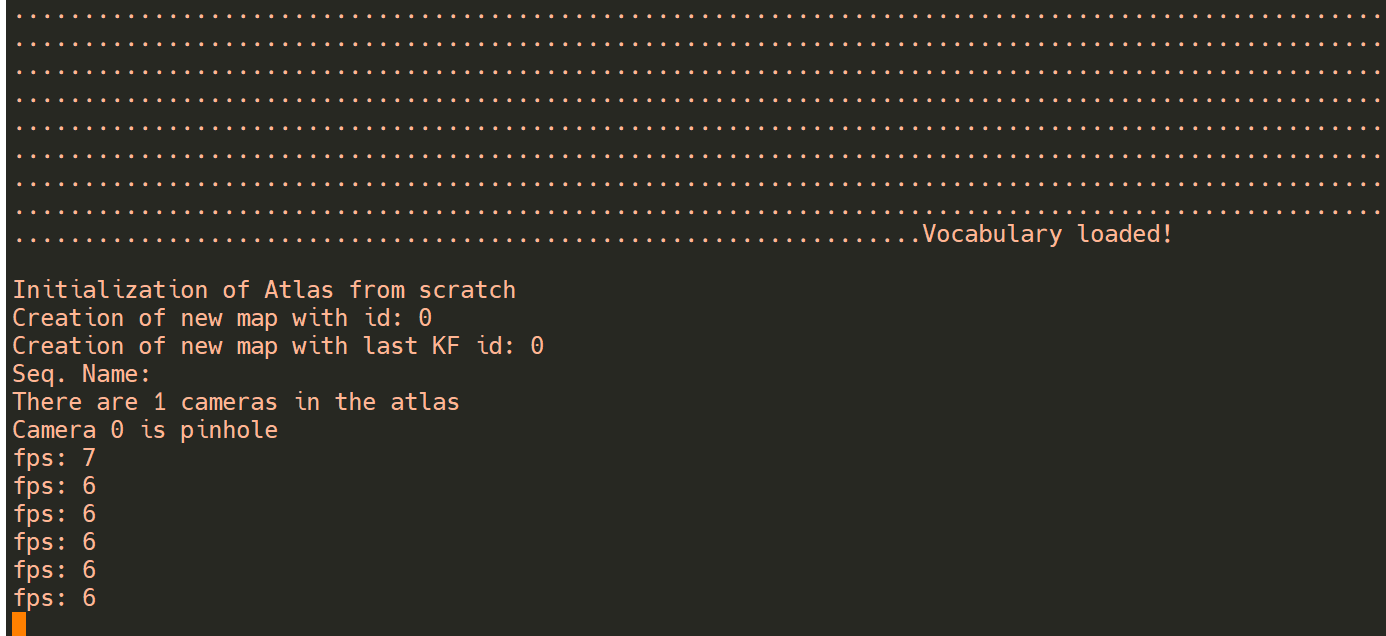 ..................................................................................................
..................................................................................................
..................................................................................................
..................................................................................................
..................................................................................................
..................................................................................................
..................................................................................................
..................................................................................................
.................................................................Vocabulary loaded!
Initialization of Atlas from scratch
Creation of new map with id: 0
Creation of new map with last KF id: 0
Seq. Name:
There are 1 cameras in the atlas
Camera 0 is pinhole
fps: 7
fps: 6
fps: 6
fps: 6
fps: 6
fps: 6